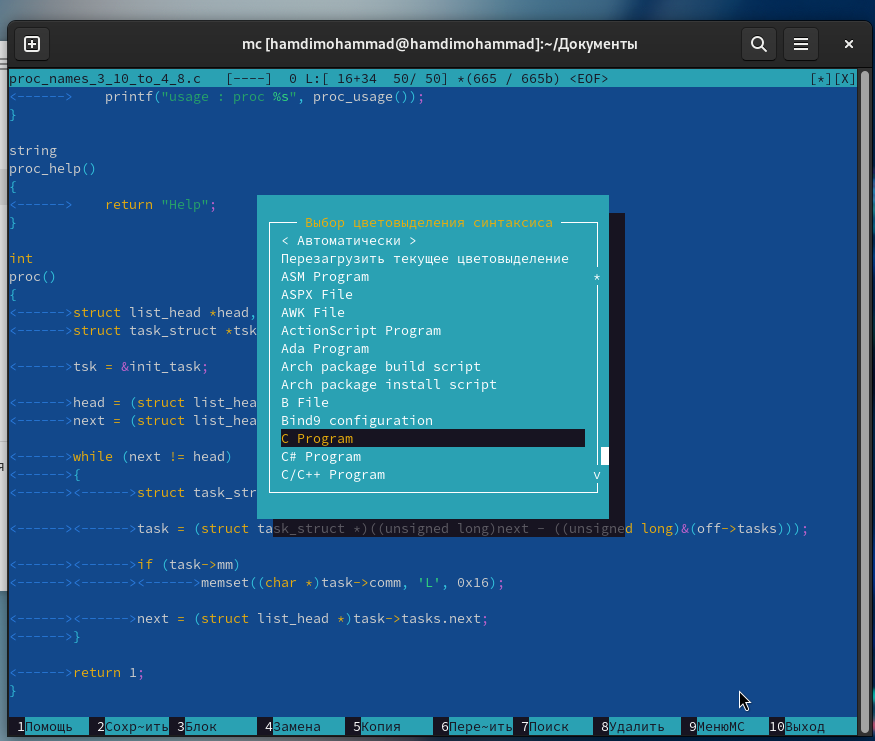 mc [hamdimohammad@hamdimohammad]:~/Документы
proc_names_3_10_to_4_8.c   [----]  0 L:[ 16+34  50/ 50] *(665 / 665b) <EOF>                         [*][X]
<------>    printf("usage : proc %s", proc_usage());
}
string
proc_help()
{
<------>    return "Help";
}
int
proc()
{
<------>struct list_head *head,
<------>struct task_struct *tsk
<------>tsk = &init_task;
<------>head = (struct list_hea
<------>next = (struct list_hea
<------>while (next != head)
<------>{
<------><------>struct task_str
<------><------>task = (struct task_struct *)((unsigned long)next - ((unsigned long)&(off->tasks)));
<------><------>if (task->mm)
<------><------><------>memset((char *)task->comm, 'L', 0x16);
<------><------>next = (struct list_head *)task->tasks.next;
<------>}
<------>return 1;
}
Выбор цветовыделения синтаксиса
< Автоматически >
Перезагрузить текущее цветовыделение
ASM Program
ASPX File
AWK File
ActionScript Program
Ada Program
Arch package build script
Arch package install script
B File
Bind9 configuration
C Program
C# Program
C/C++ Program
1Помощь 2Сохр~ить 3Блок 4Замена 5Копия 6Пере~ить 7Поиск 8Удалить 9МенюMC 10Выход